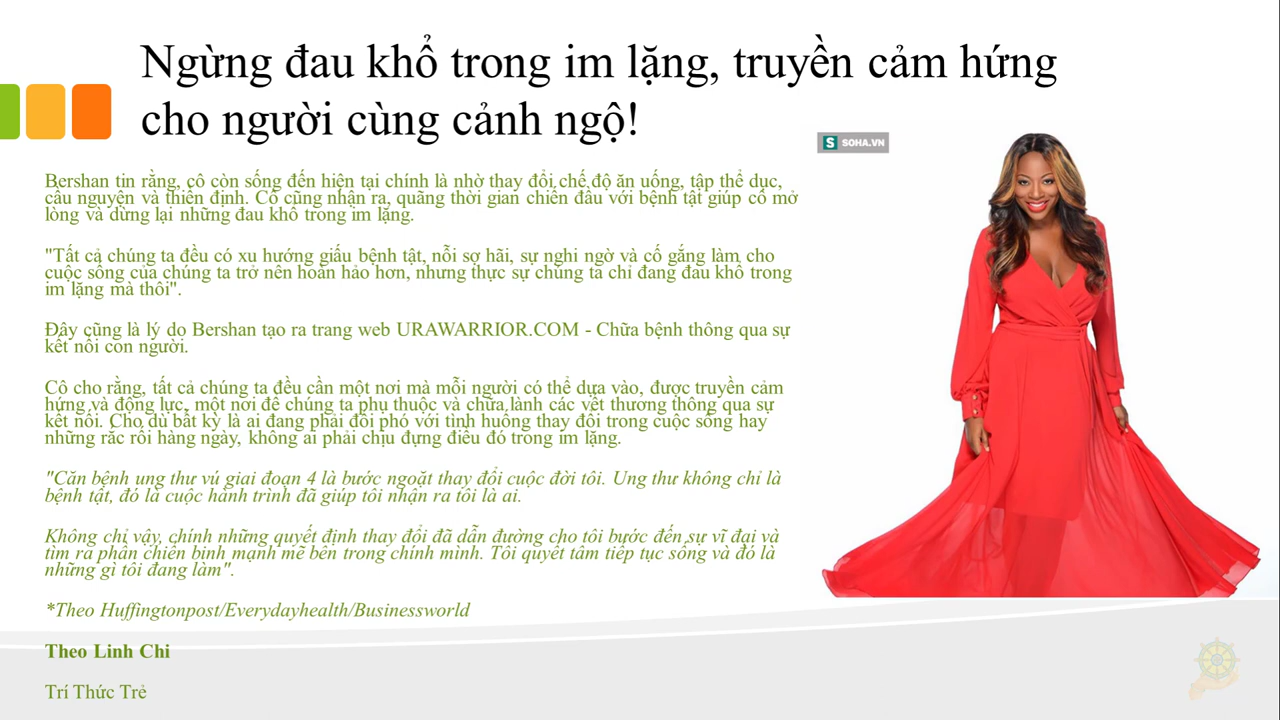 Ngừng đau khổ trong im lặng, truyền cảm hứng
cho người cùng cảnh ngộ!
SOHA.VN
Bershan tin rằng, cô còn sống đến hiện tại chính là nhờ thay đổi chế độ ăn uống, tập thể dục,
cầu nguyện và thiền định. Cô cũng nhận ra, quãng thời gian chiến đấu với bệnh tật giúp cô mở
lòng và dừng lại những đau khổ trong im lặng.
"Tất cả chúng ta đều có xu hướng giấu bệnh tật, nỗi sợ hãi, sự nghi ngờ và cố gắng làm cho
cuộc sống của chúng ta trở nên hoàn hảo hơn, nhưng thực sự chúng ta chỉ đang đau khổ trong
im lặng mà thôi".
Đây cũng là lý do Bershan tạo ra trang web URAWARRIOR.COM - Chữa bệnh thông qua sự
kết nối con người.
Cô cho rằng, tất cả chúng ta đều cần một nơi mà mỗi người có thể dựa vào, được truyền cảm
hứng và động lực, một nơi để chúng ta phụ thuộc và chữa lành các vết thương thông qua sự
kết nối. Cho dù bất kỳ là ai đang phải đối phó với tình huống thay đổi trong cuộc sống hay
những rắc rối hàng ngày, không ai phải chịu đựng điều đó trong im lặng.
"Căn bệnh ung thư vú giai đoạn 4 là bước ngoặt thay đổi cuộc đời tôi. Ung thư không chỉ là
bệnh tật, đó là cuộc hành trình đã giúp tôi nhận ra tôi là ai.
Không chỉ vậy, chính những quyết định thay đổi đã dẫn đường cho tôi bước đến sự vĩ đại và
tìm ra phần chiến binh mạnh mẽ bên trong chính mình. Tôi quyết tâm tiếp tục sống và đó là
những gì tôi đang làm".
*Theo Huffingtonpost/Everydayhealth/Businessworld
Theo Linh Chi
Trí Thức Trẻ